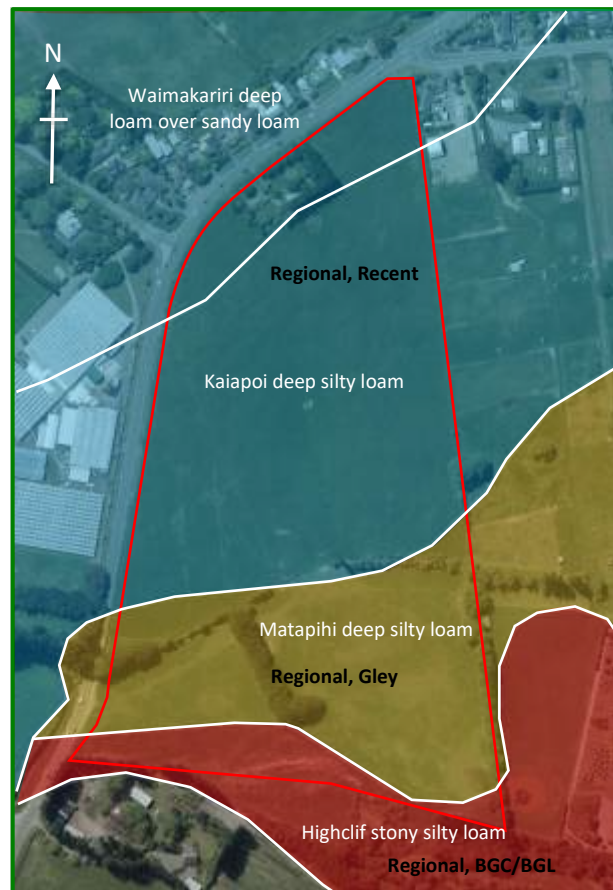 N
Waimakariri deep
loam over sandy loam
Regional, Recent
Kaiapoi deep silty loam
Matapihi deep silty loam
Regional, Gley
Highclif stony silty loam
Regional, BGC/BGL